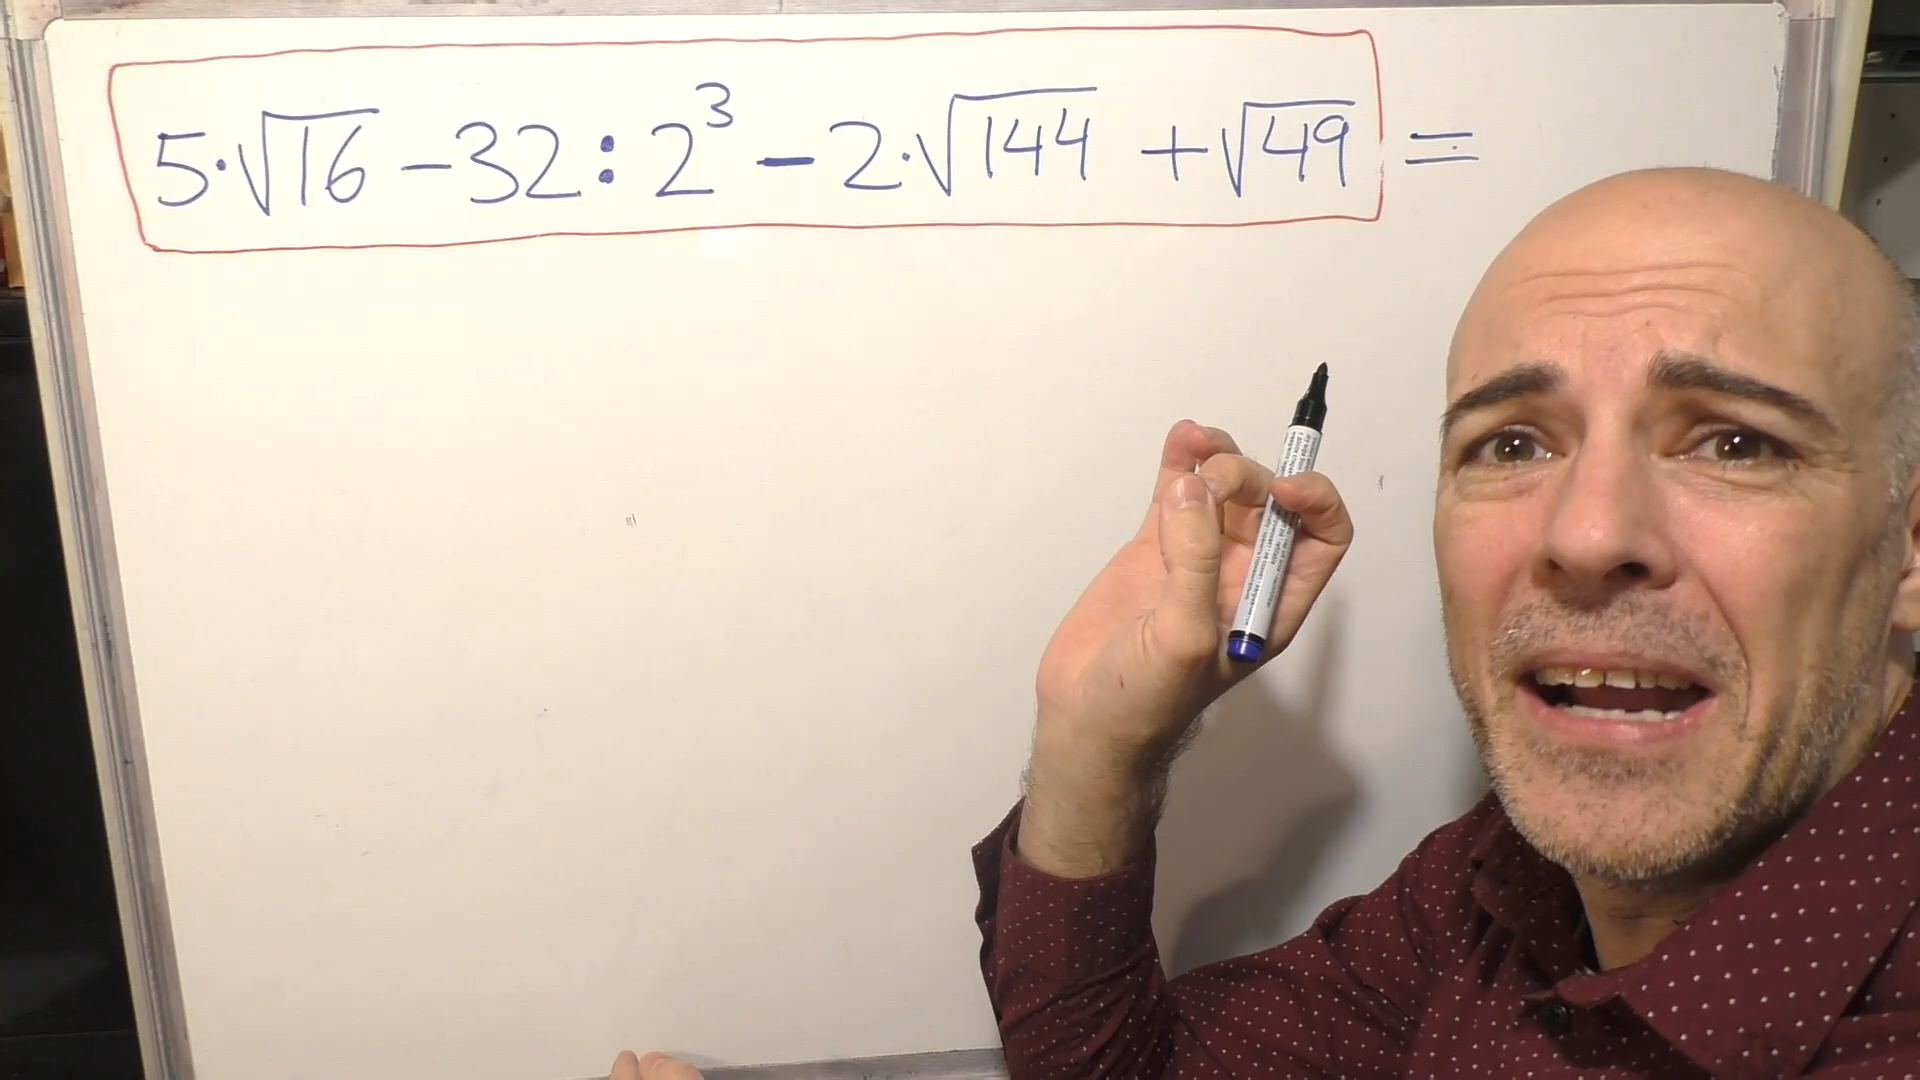 5·√16 −32 : 2³ − 2·√144 + √49 =